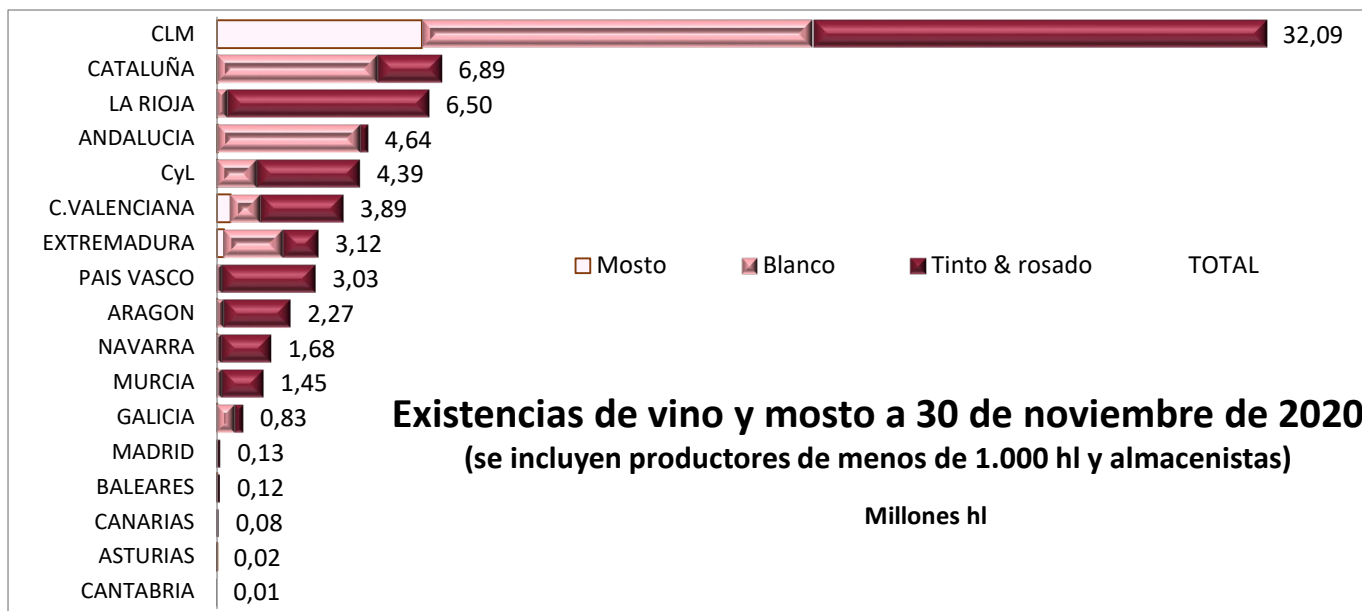 CLM 32,09
CATALUÑA 6,89
LA RIOJA 6,50
ANDALUCIA 4,64
CyL 4,39
C.VALENCIANA 3,89
EXTREMADURA 3,12
Mosto Blanco Tinto & rosado TOTAL
PAIS VASCO 3,03
ARAGON 2,27
NAVARRA 1,68
MURCIA 1,45
GALICIA 0,83
MADRID 0,13
BALEARES 0,12
CANARIAS 0,08
ASTURIAS 0,02
CANTABRIA 0,01
Existencias de vino y mosto a 30 de noviembre de 2020
(se incluyen productores de menos de 1.000 hl y almacenistas)
Millones hl